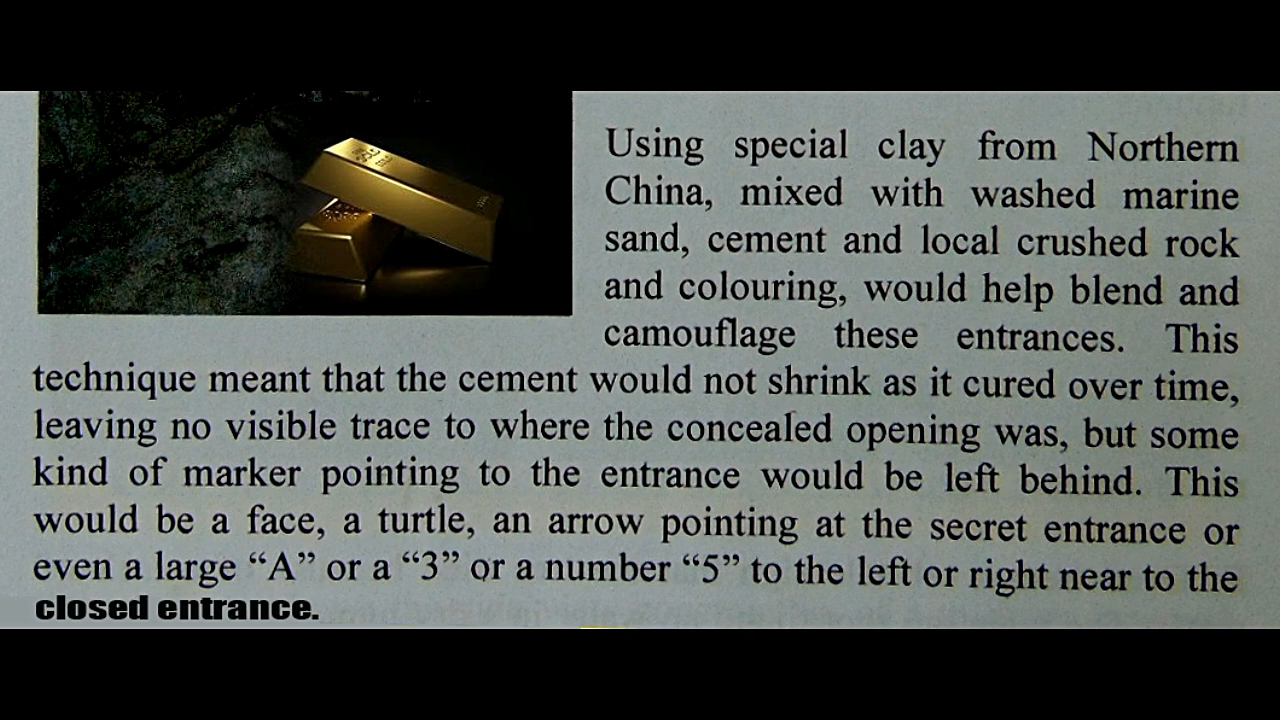 Using special clay from Northern
China, mixed with washed marine
sand, cement and local crushed rock
and colouring, would help blend and
camouflage these entrances. This
technique meant that the cement would not shrink as it cured over time,
leaving no visible trace to where the concealed opening was, but some
kind of marker pointing to the entrance would be left behind. This
would be a face, a turtle, an arrow pointing at the secret entrance or
even a large “A” or a “3” or a number “5” to the left or right near to the
closed entrance.